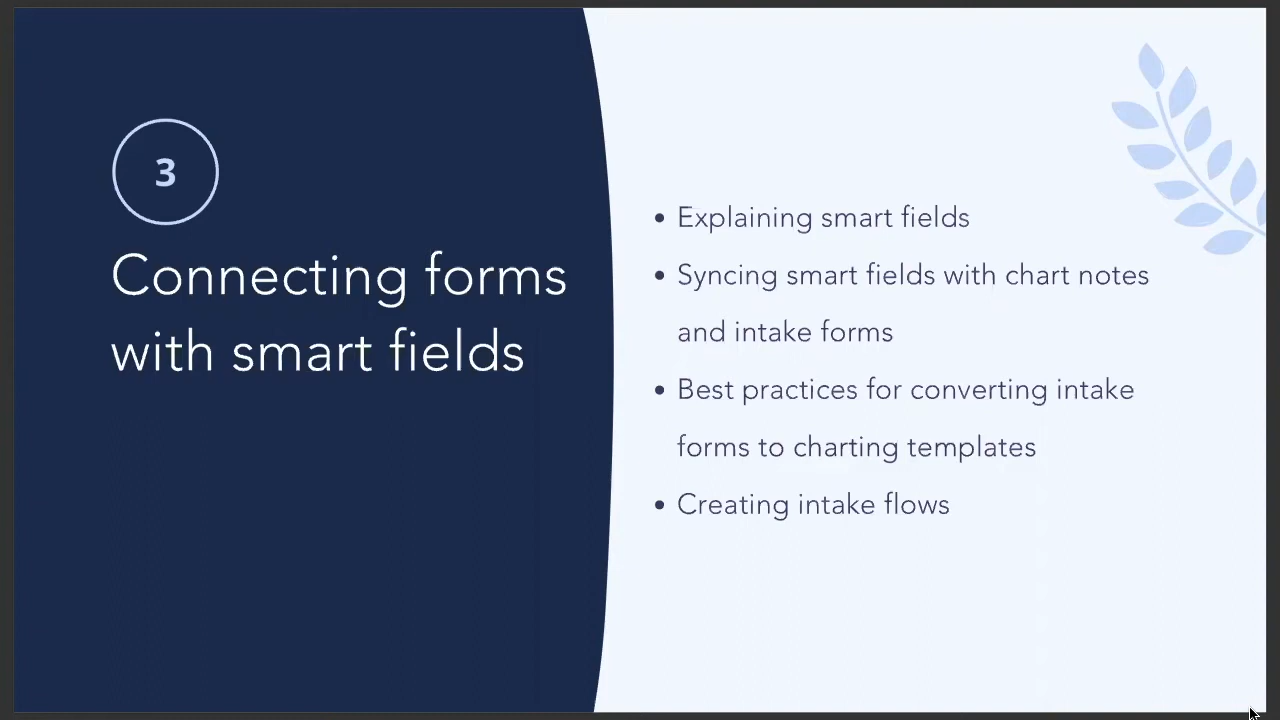 3
Connecting forms
with smart fields
• Explaining smart fields
• Syncing smart fields with chart notes
and intake forms
• Best practices for converting intake
forms to charting templates
• Creating intake flows